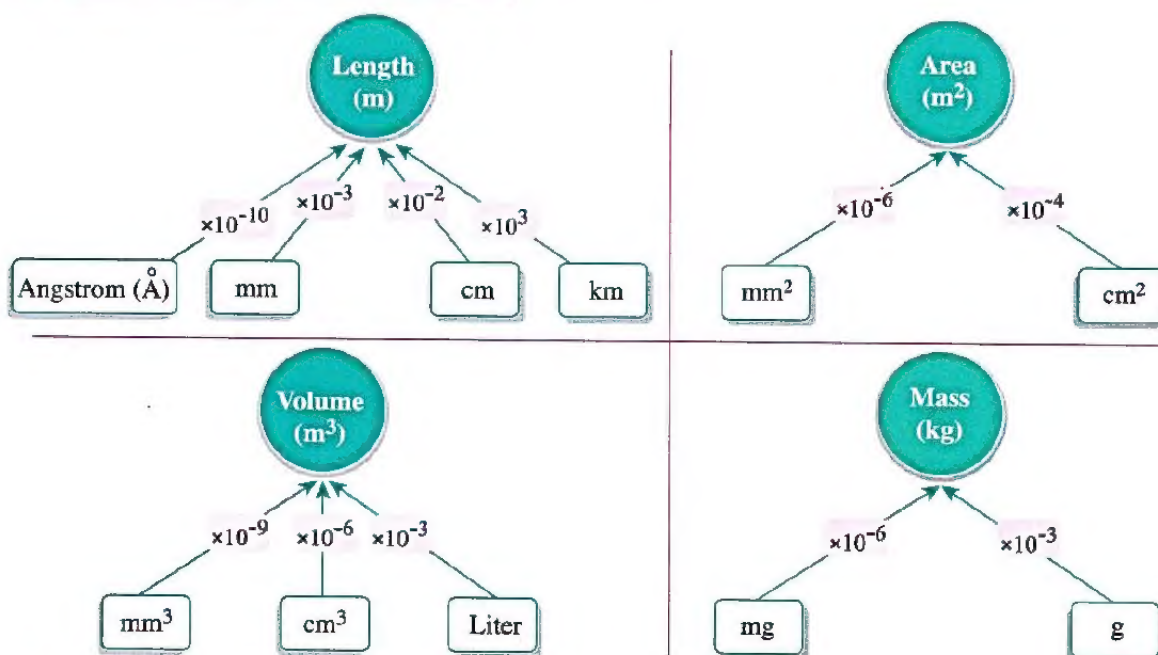 Length
(m)
×10⁻¹⁰
×10⁻³
×10⁻²
×10³
Angstrom (Å)
mm
cm
km
Area
(m²)
×10⁻⁶
×10⁻⁴
mm²
cm²
Volume
(m³)
×10⁻⁹
×10⁻⁶
×10⁻³
mm³
cm³
Liter
Mass
(kg)
×10⁻⁶
×10⁻³
mg
g